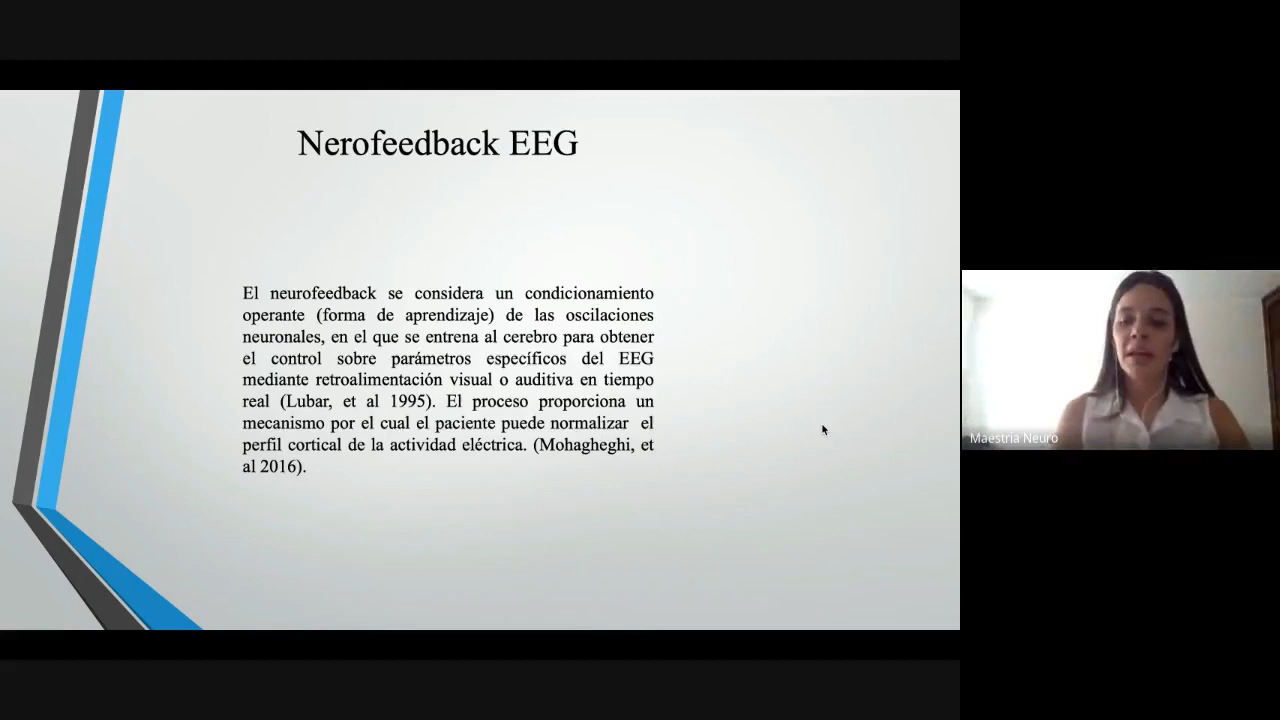 Nerofeedback EEG
El neurofeedback se considera un condicionamiento
operante (forma de aprendizaje) de las oscilaciones
neuronales, en el que se entrena al cerebro para obtener
el control sobre parámetros específicos del EEG
mediante retroalimentación visual o auditiva en tiempo
real (Lubar, et al 1995). El proceso proporciona un
mecanismo por el cual el paciente puede normalizar el
perfil cortical de la actividad eléctrica. (Mohagheghi, et
al 2016).
Maestria Neuro